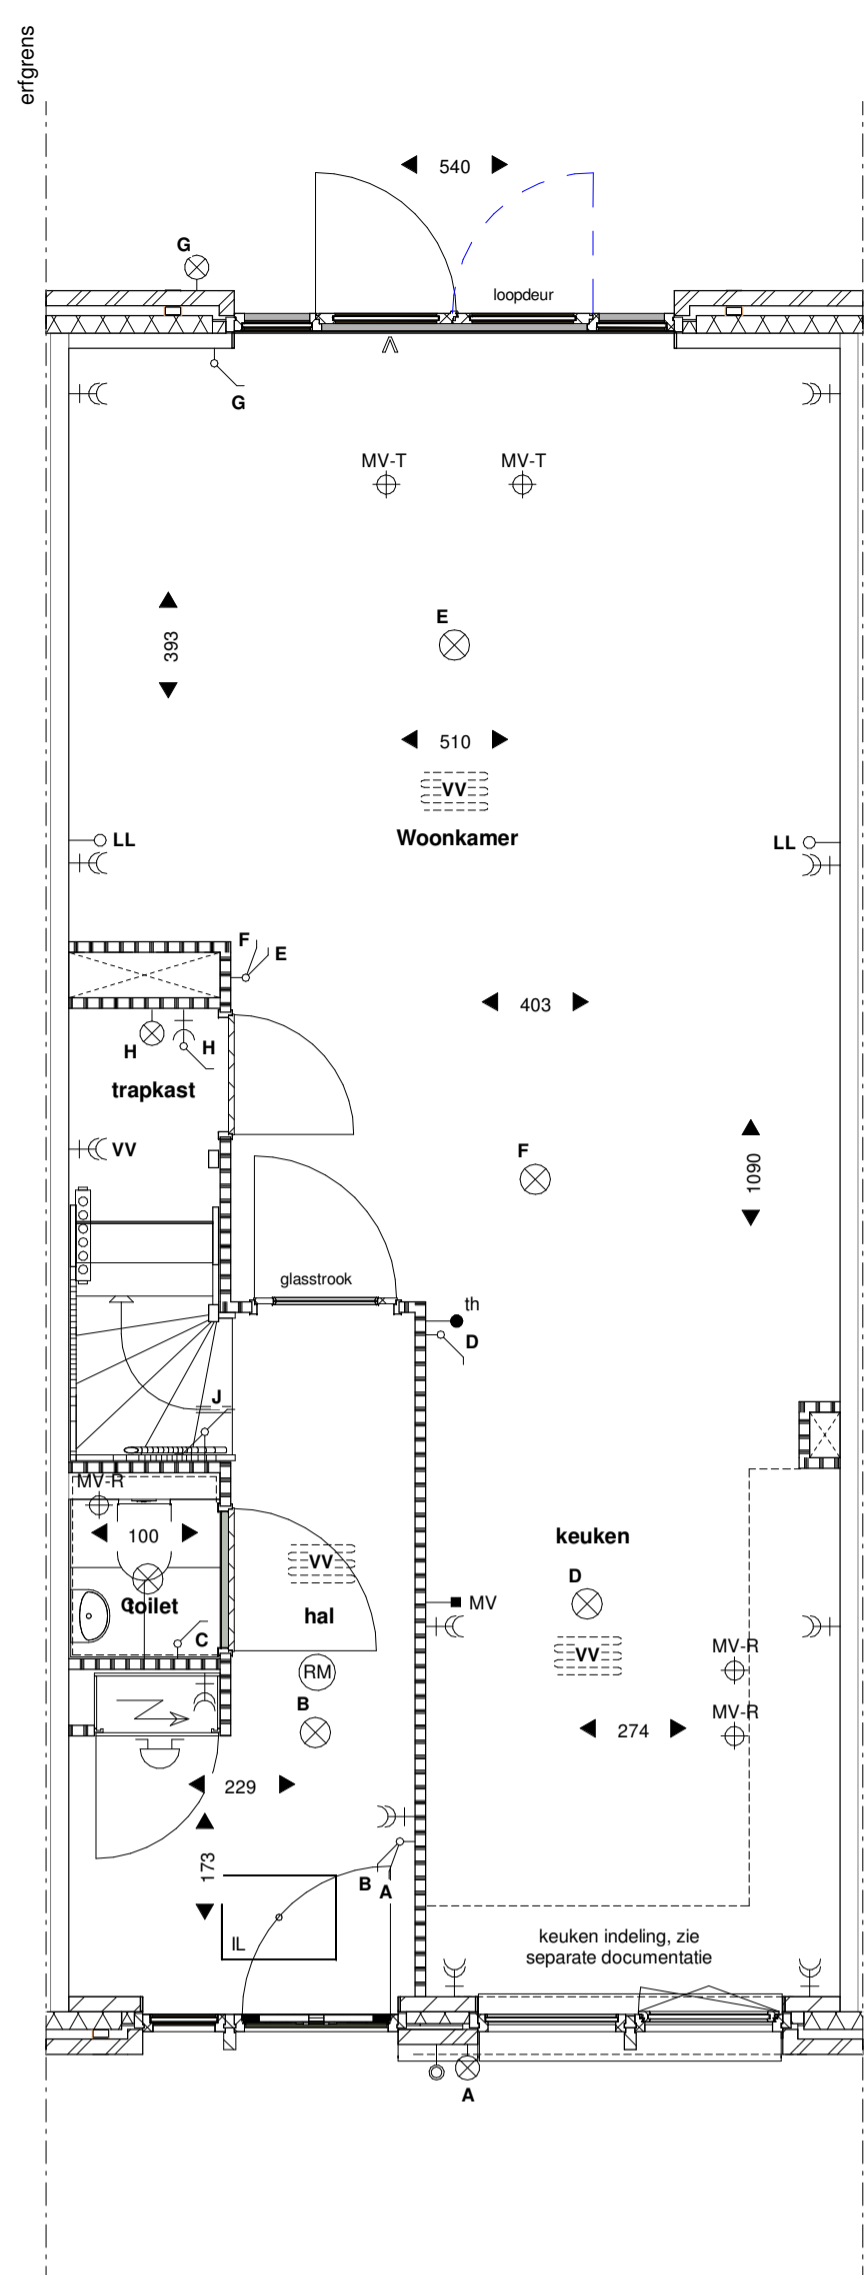 erfgrens
540
G
loopdeur
G
MV-T
MV-T
E
393
510
VV
Woonkamer
LL
LL
F
E
403
H
H
trapkast
VV
F
1090
glasstrook
th
D
J
MV-R
100
keuken
VV
D
C
toilet
hal
MV
C
VV
MV-R
RM
B
MV-R
274
229
173
B
A
IL
keuken indeling, zie
separate documentatie
A